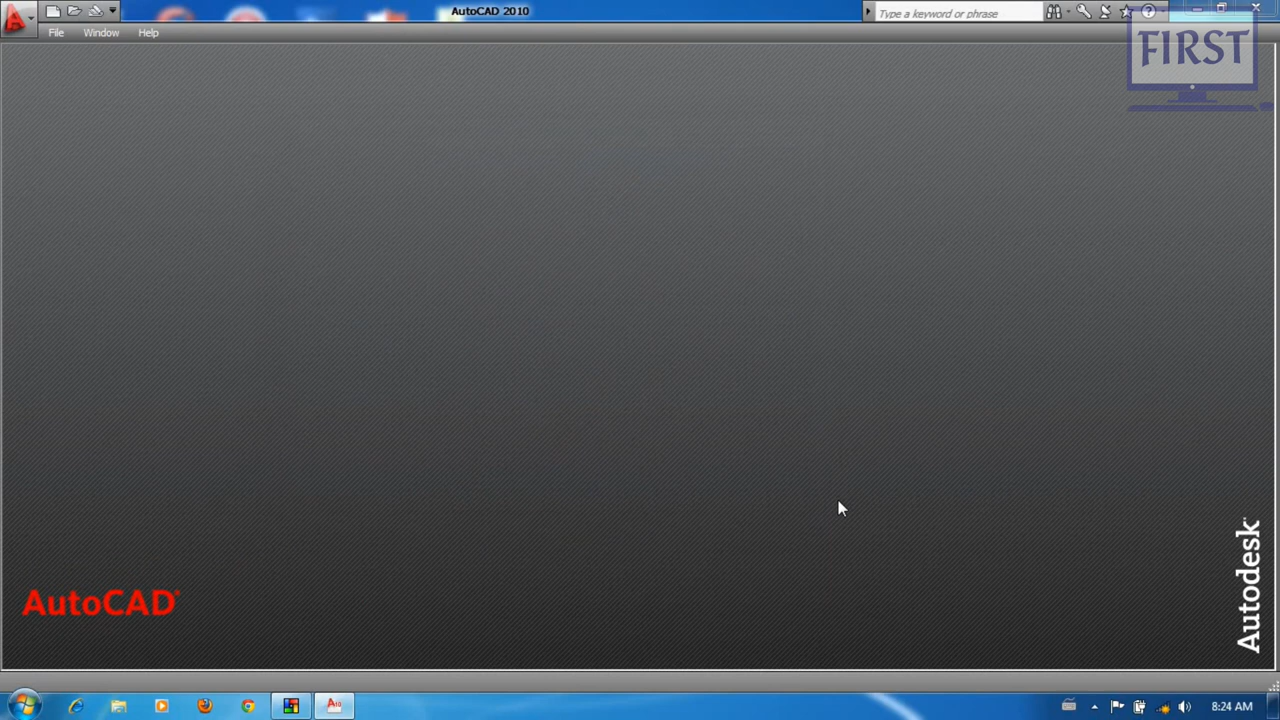 AutoCAD 2010
Type a keyword or phrase
File Window Help
FIRST
AutoCAD
Autodesk
8:24 AM